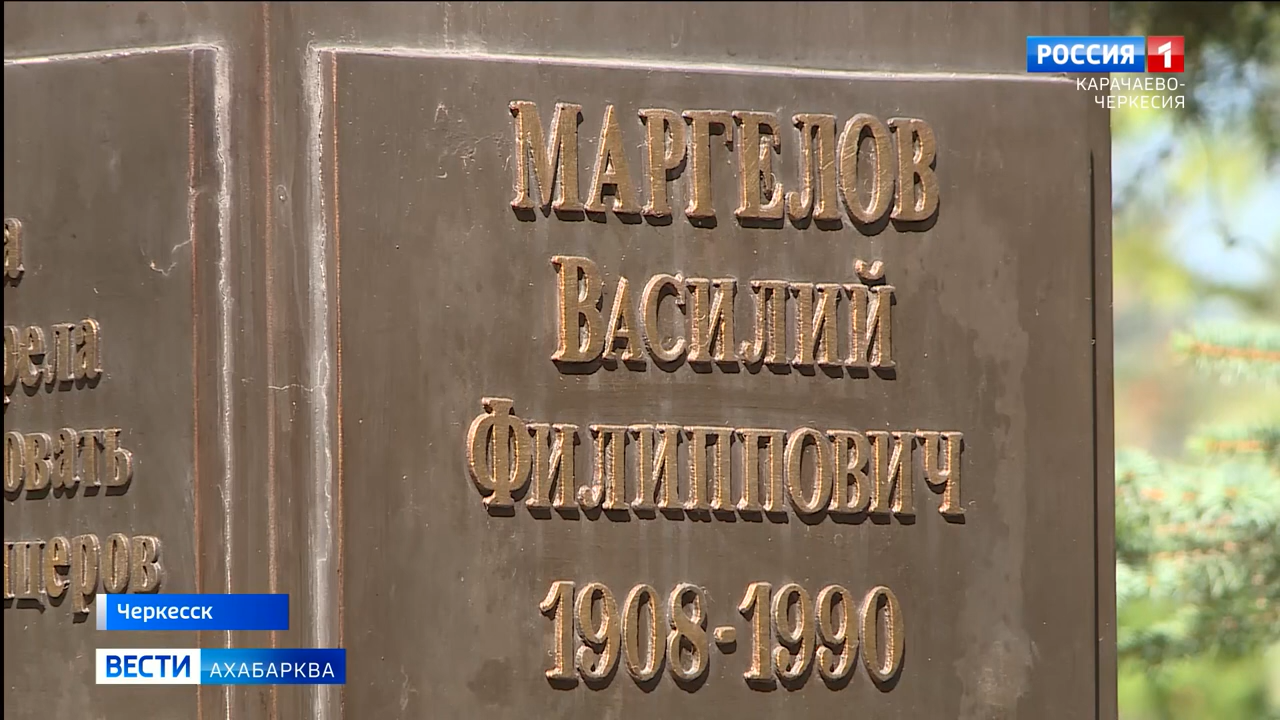 РОССИЯ 1
КАРАЧАЕВО-
ЧЕРКЕСИЯ
МАРГЕЛОВ
ВАСИЛИЙ
ФИЛИППОВИЧ
1908-1990
Черкесск
ВЕСТИ АХАБАРКВА